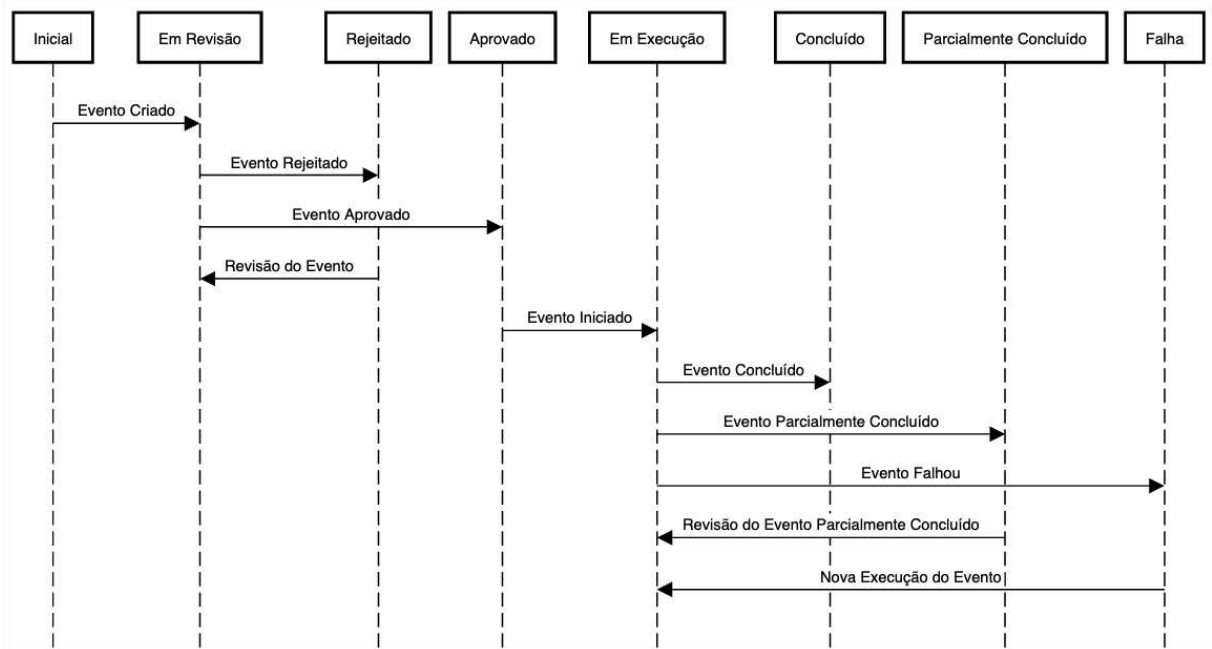 Inicial
Em Revisão
Rejeitado
Aprovado
Em Execução
Concluído
Parcialmente Concluído
Falha
Evento Criado
Evento Rejeitado
Evento Aprovado
Revisão do Evento
Evento Iniciado
Evento Concluído
Evento Parcialmente Concluído
Evento Falhou
Revisão do Evento Parcialmente Concluído
Nova Execução do Evento